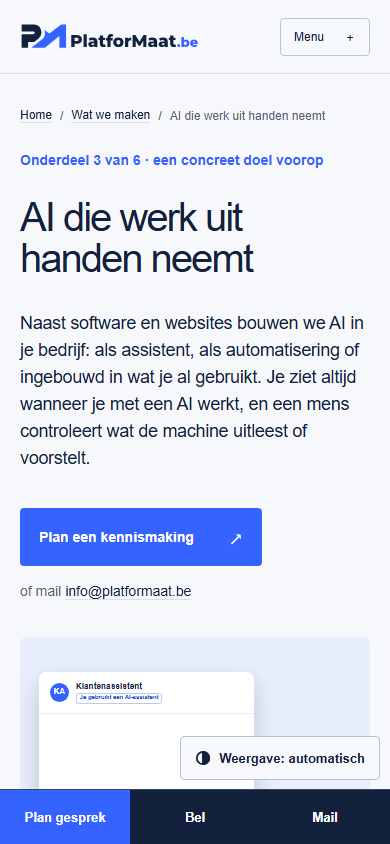 PM PlatforMaat.be
Menu +
Home / Wat we maken / AI die werk uit handen neemt
Onderdeel 3 van 6 · een concreet doel voorop
AI die werk uit
handen neemt
Naast software en websites bouwen we AI in
je bedrijf: als assistent, als automatisering of
ingebouwd in wat je al gebruikt. Je ziet altijd
wanneer je met een AI werkt, en een mens
controleert wat de machine uitleest of
voorstelt.
Plan een kennismaking ↗
of mail info@platformaat.be
KA Klantenassistent
Je gebruikt een AI-assistent
Weergave: automatisch
Plan gesprek Bel Mail